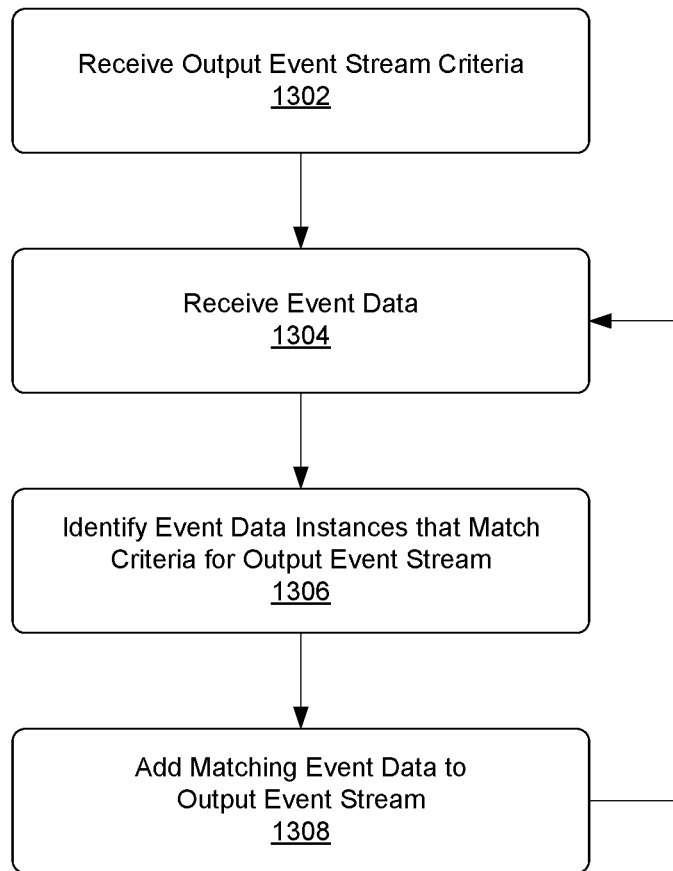 Receive Output Event Stream Criteria
1302
Receive Event Data
1304
Identify Event Data Instances that Match
Criteria for Output Event Stream
1306
Add Matching Event Data to
Output Event Stream
1308